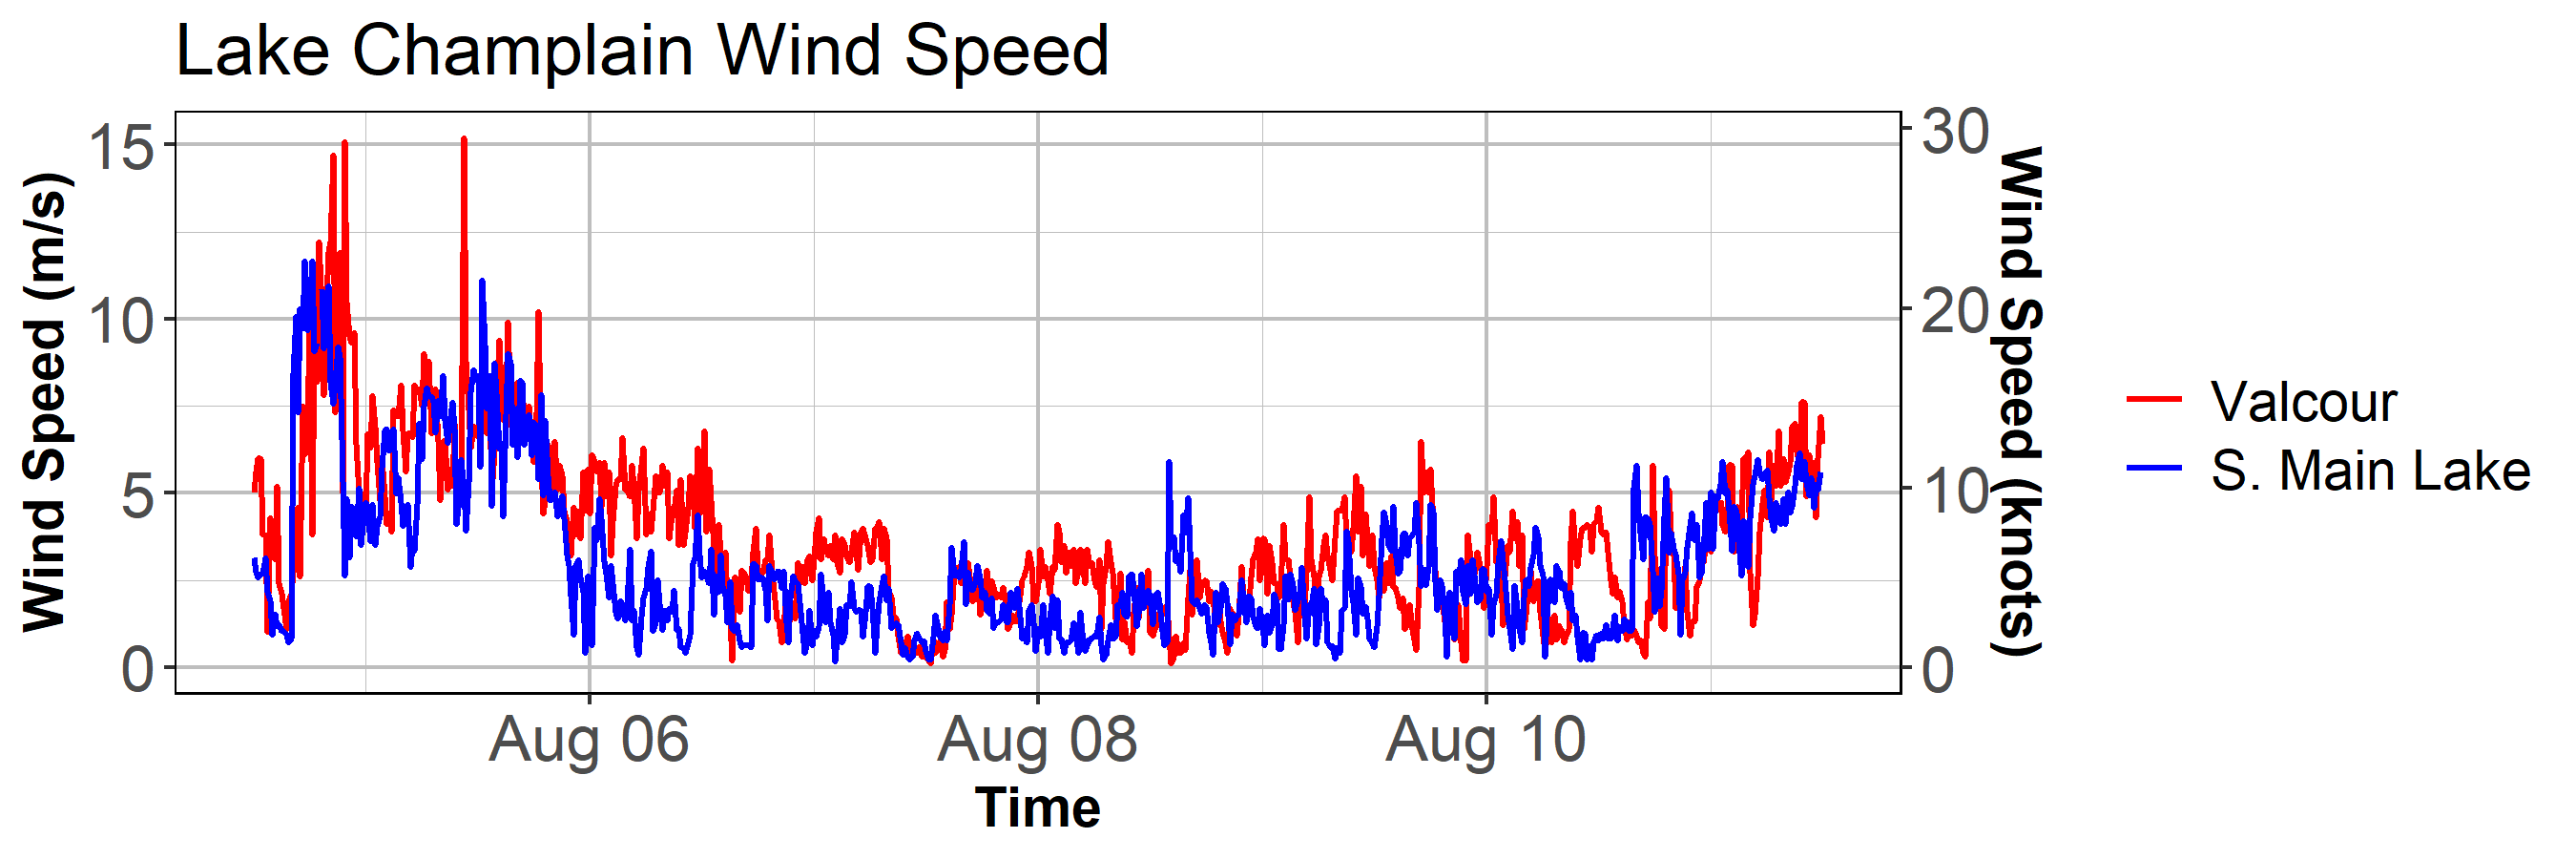 Lake Champlain Wind Speed
Wind Speed (m/s)
15
10
5
0
30
20
10
0
Wind Speed (knots)
Aug 06
Aug 08
Aug 10
Time
Valcour
S. Main Lake